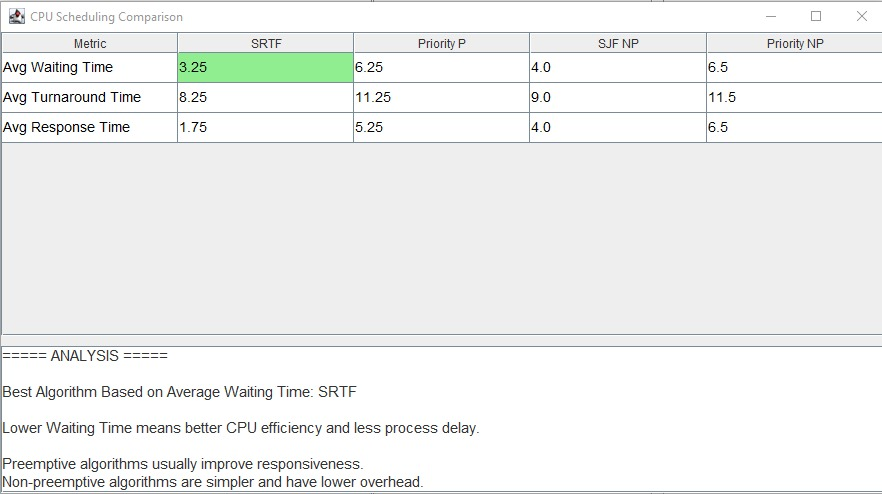 CPU Scheduling Comparison
Metric SRTF Priority P SJF NP Priority NP
Avg Waiting Time 3.25 6.25 4.0 6.5
Avg Turnaround Time 8.25 11.25 9.0 11.5
Avg Response Time 1.75 5.25 4.0 6.5
===== ANALYSIS =====
Best Algorithm Based on Average Waiting Time: SRTF
Lower Waiting Time means better CPU efficiency and less process delay.
Preemptive algorithms usually improve responsiveness.
Non-preemptive algorithms are simpler and have lower overhead.